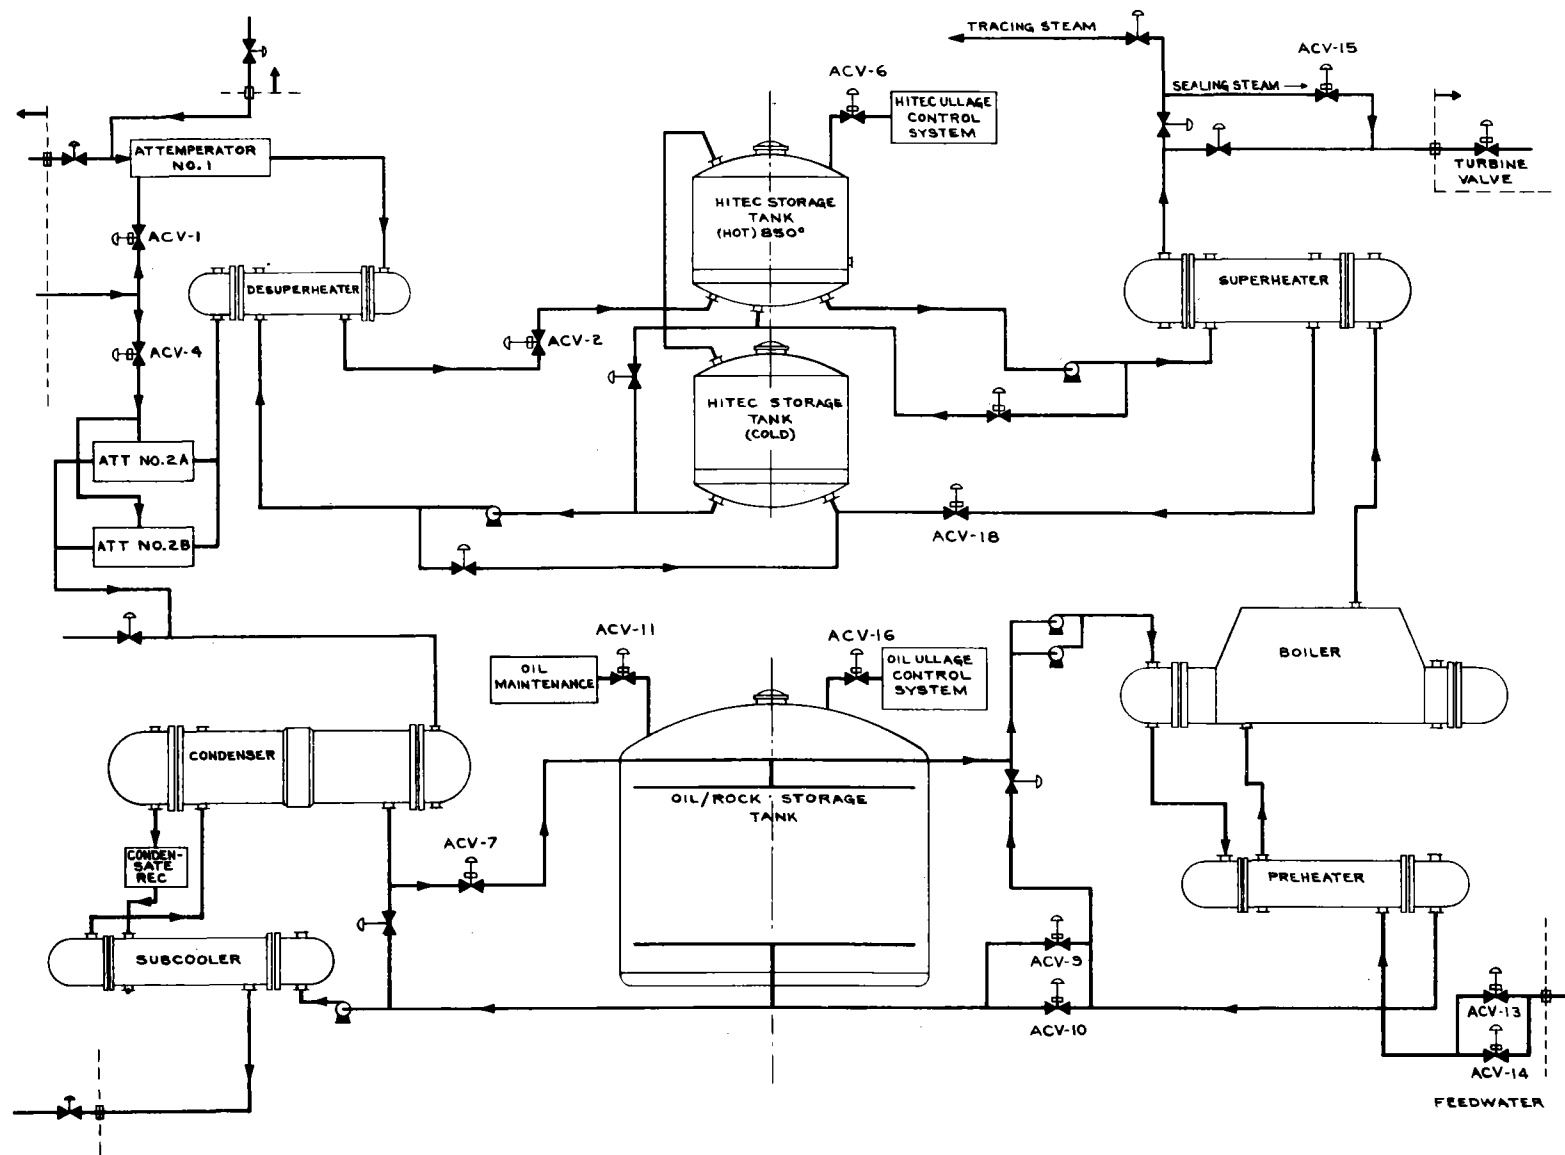 TRACING STEAM
ACV-15
ACV-6
SEALING STEAM
HITEC ULLAGE
CONTROL
SYSTEM
ATTEMPERATOR
NO.1
TURBINE
VALVE
HITEC STORAGE
TANK
(HOT) 850°
ACV-1
DESUPERHEATER
SUPERHEATER
ACV-2
ACV-4
HITEC STORAGE
TANK
(COLD)
ATT NO.2A
ATT NO.2B
ACV-18
ACV-11
ACV-16
OIL
MAINTENANCE
OIL ULLAGE
CONTROL
SYSTEM
BOILER
CONDENSER
OIL/ROCK STORAGE
TANK
ACV-7
CONDEN-
SATE
REC
PREHEATER
SUBCOOLER
ACV-9
ACV-10
ACV-13
ACV-14
FEEDWATER